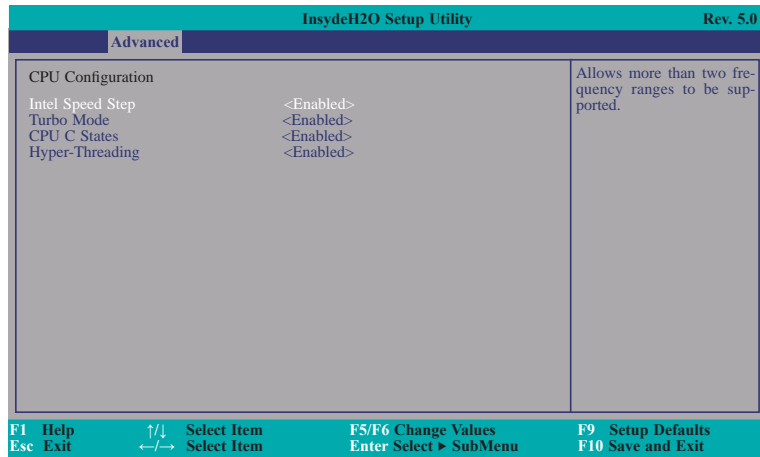 InsydeH2O Setup Utility Rev. 5.0
Advanced
CPU Configuration
Intel Speed Step <Enabled>
Turbo Mode <Enabled>
CPU C States <Enabled>
Hyper-Threading <Enabled>
Allows more than two fre-
quency ranges to be sup-
ported.
F1 Help ↑/↓ Select Item F5/F6 Change Values F9 Setup Defaults
Esc Exit ←/→ Select Item Enter Select ► SubMenu F10 Save and Exit